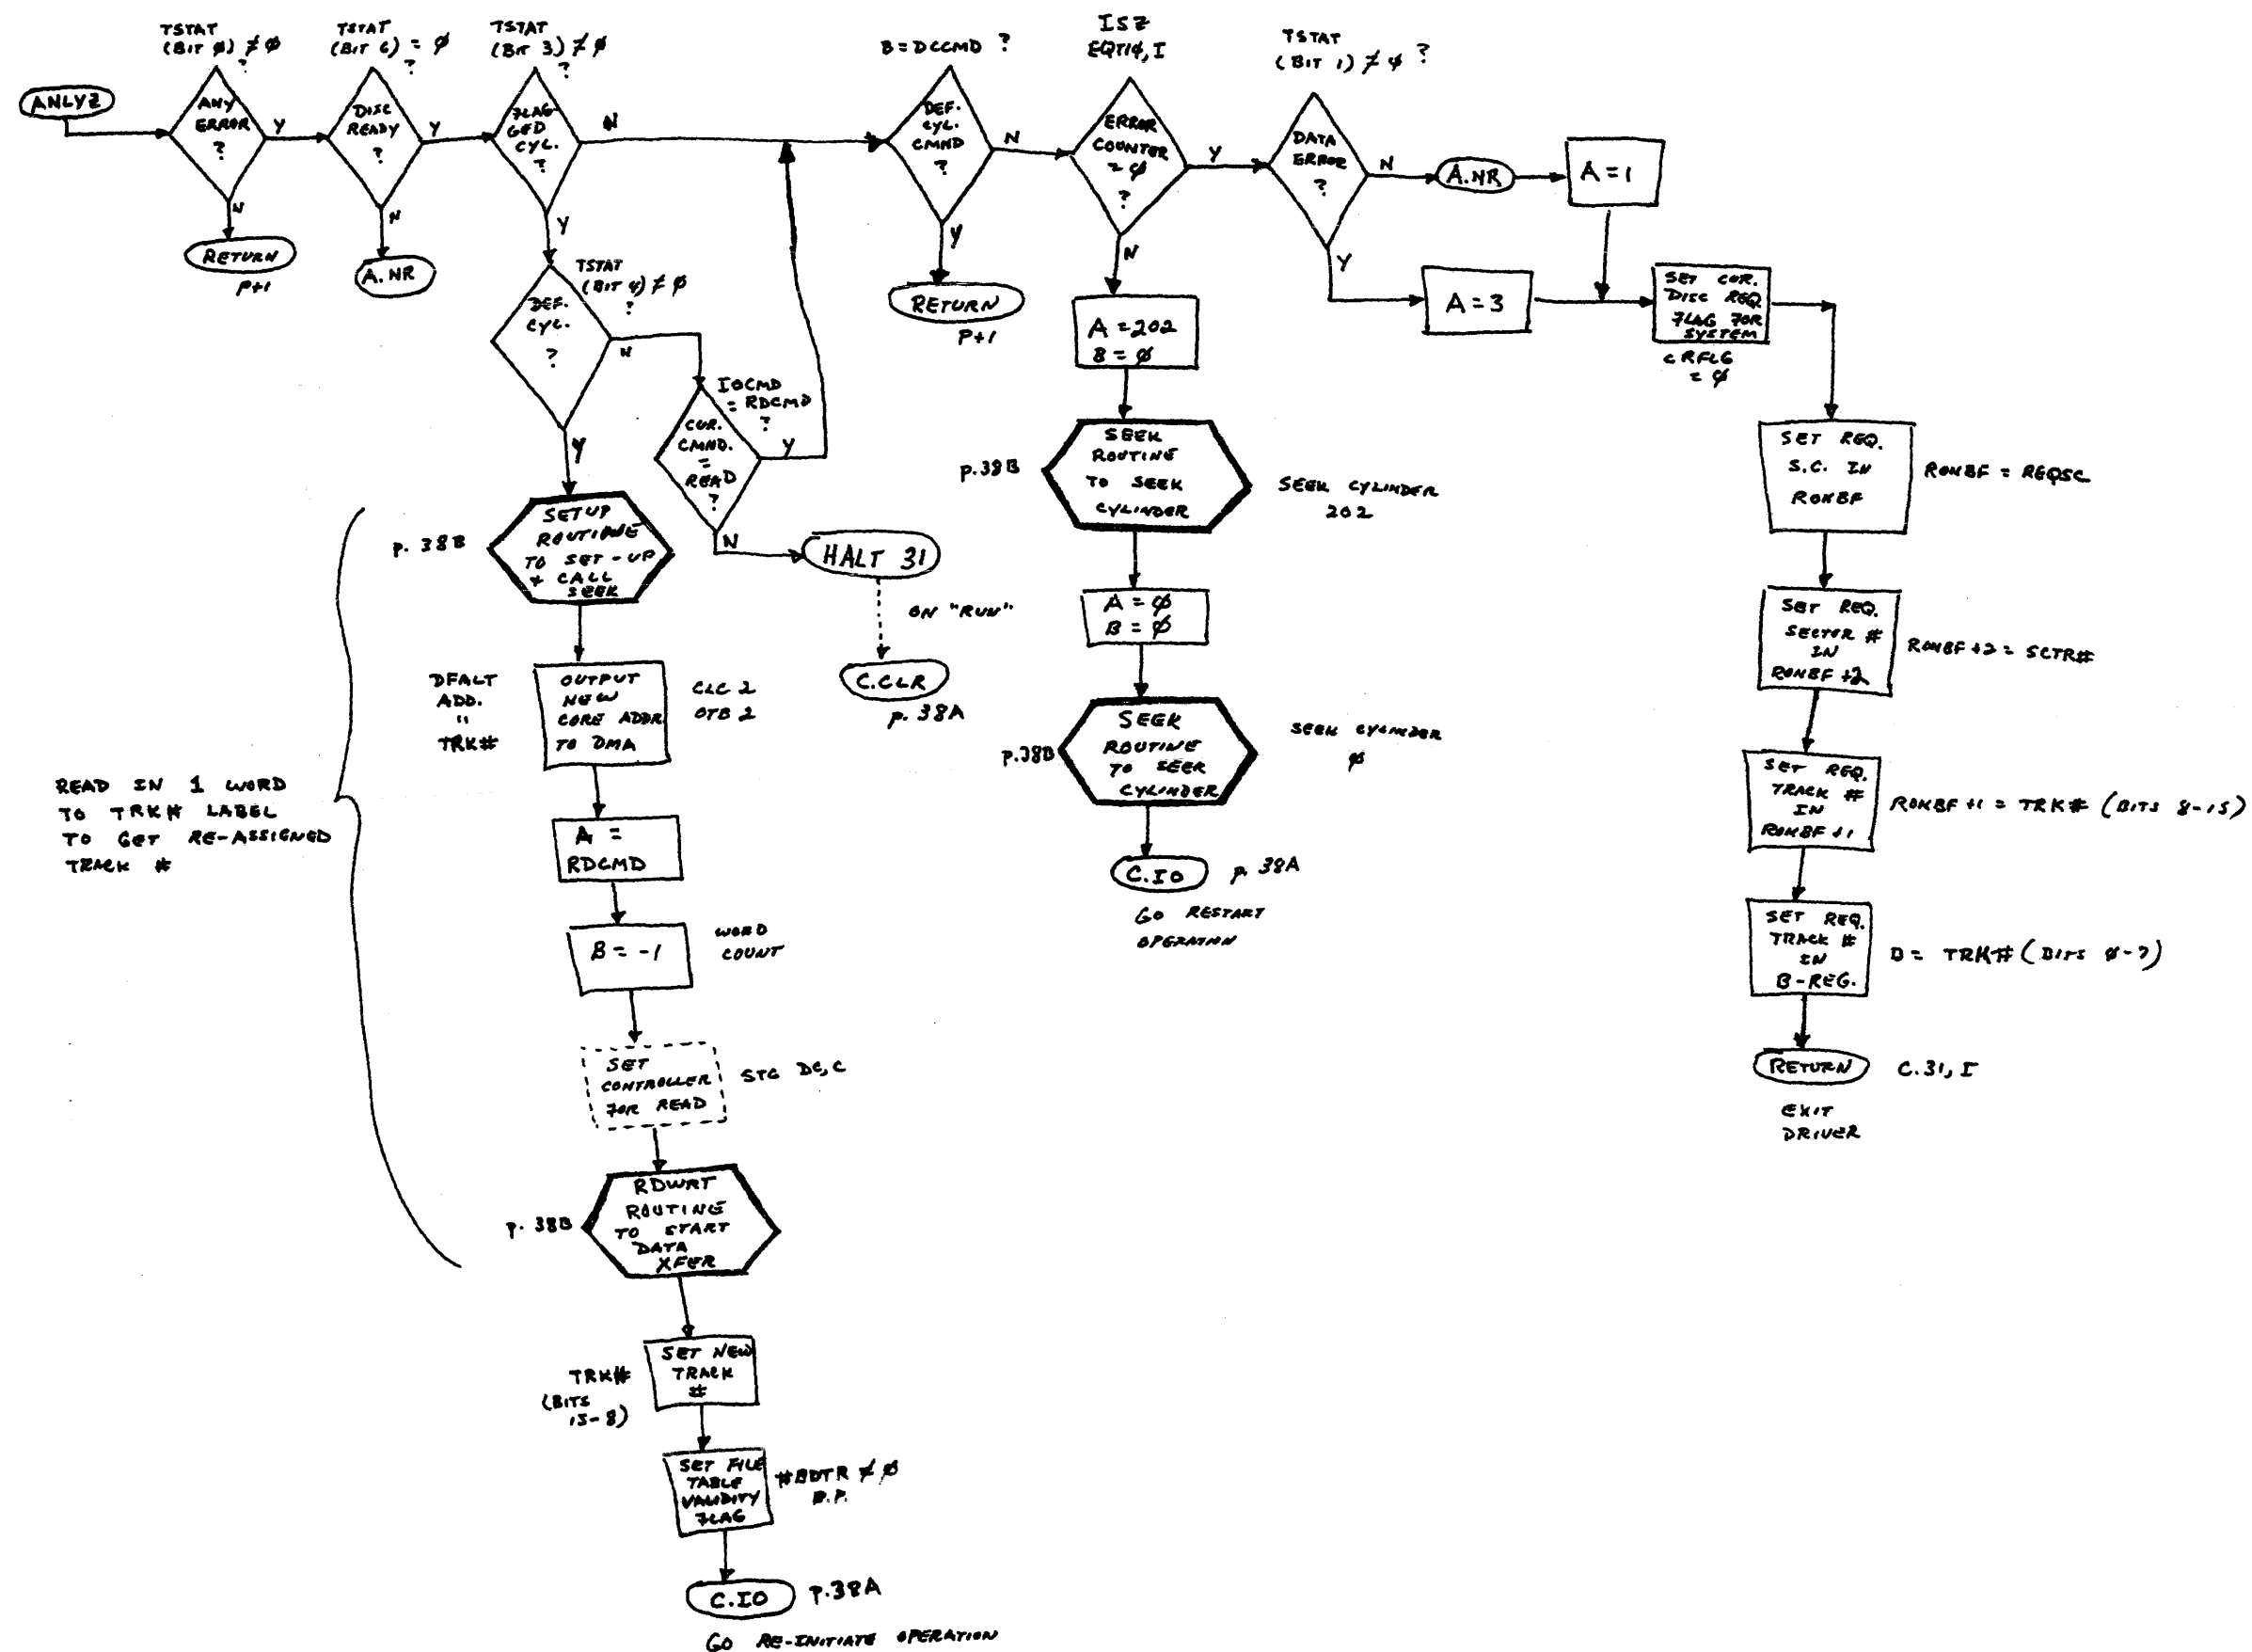 ANLYZ
TSTAT
(BIT Ø) ≠ Ø
?
ANY
ERROR
?
Y
N
RETURN
P+1
TSTAT
(BIT 6) = Ø
?
DISC
READY
?
Y
N
A.NR
TSTAT
(BIT 3) ≠ Ø
?
FLAG-
GED
CYL.
?
N
Y
TSTAT
(BIT 4) ≠ Ø
?
DEF.
CYL.
?
N
Y
IOCMD
= RDCMD
?
CUR.
CMND.
=
READ
?
Y
N
HALT 31
ON "RUN"
C.CLR
P. 38A
P. 38B
SETUP
ROUTINE
TO SET-UP
+ CALL
SEEK
DFALT
ADD.
"
TRK#
OUTPUT
NEW
CORE ADDR
TO DMA
CLC 2
OTB 2
READ IN 1 WORD
TO TRK# LABEL
TO GET RE-ASSIGNED
TRACK #
A =
RDCMD
B = -1
WORD
COUNT
SET
CONTROLLER
FOR READ
STC DC,C
P. 38B
RDWRT
ROUTINE
TO START
DATA
XFER
TRK#
(BITS
15-8)
SET NEW
TRACK
#
SET FILE
TABLE
VALIDITY
FLAG
#BDTR ≠ Ø
B.P.
C.IO
P.38A
GO RE-INITIATE OPERATION
B = DCCMD ?
DEF.
CYL.
CMND
?
N
Y
RETURN
P+1
ISZ
EQT1Ø,I
ERROR
COUNTER
= Ø
?
Y
N
A = 202
B = Ø
P.38B
SEEK
ROUTINE
TO SEEK
CYLINDER
SEEK CYLINDER
202
A = Ø
B = Ø
P.38B
SEEK
ROUTINE
TO SEEK
CYLINDER
SEEK CYLINDER
Ø
C.IO
P. 38A
GO RESTART
OPERATION
TSTAT
(BIT 1) ≠ Ø ?
DATA
ERROR
?
N
Y
A.NR
A = 1
A = 3
SET CUR.
DISC REQ
FLAG FOR
SYSTEM
CRFLG
= Ø
SET REQ.
S.C. IN
RONBF
RONBF = REQSC
SET REQ.
SECTOR #
IN
RONBF +2
RONBF +2 = SCTR#
SET REQ.
TRACK #
IN
RONBF +1
RONBF +1 = TRK# (BITS 8-15)
SET REQ.
TRACK #
IN
B-REG.
B = TRK# (BITS Ø-7)
RETURN
C.31, I
EXIT
DRIVER